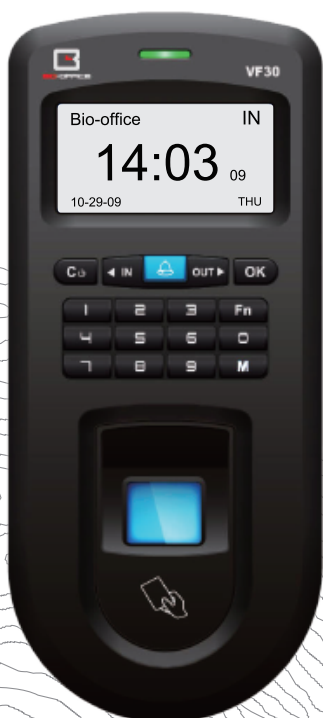 BIO-OFFICE
VF30
Bio-office IN
14:03 09
10-29-09 THU
C IN OUT OK
1 2 3 Fn
4 5 6 0
7 8 9 M